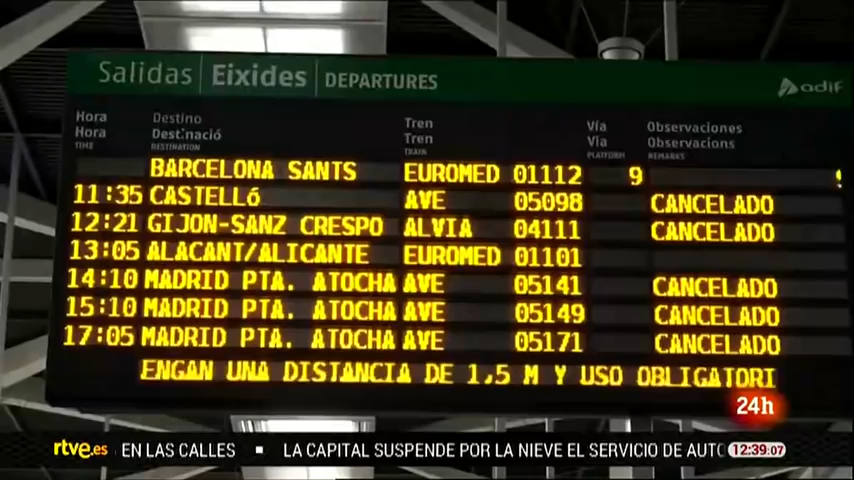 Salidas Eixides DEPARTURES adif
Hora Destino Tren Vía Observaciones
Hora Destinació Tren Via Observacions
TIME DESTINATION TRAIN PLATFORM REMARKS
BARCELONA SANTS EUROMED 01112 9
11:35 CASTELLó AVE 05098 CANCELADO
12:21 GIJON-SANZ CRESPO ALVIA 04111 CANCELADO
13:05 ALACANT/ALICANTE EUROMED 01101
14:10 MADRID PTA. ATOCHA AVE 05141 CANCELADO
15:10 MADRID PTA. ATOCHA AVE 05149 CANCELADO
17:05 MADRID PTA. ATOCHA AVE 05171 CANCELADO
ENGAN UNA DISTANCIA DE 1,5 M Y USO OBLIGATORI
24h
rtve.es EN LAS CALLES ▪ LA CAPITAL SUSPENDE POR LA NIEVE EL SERVICIO DE AUTO 12:39:07